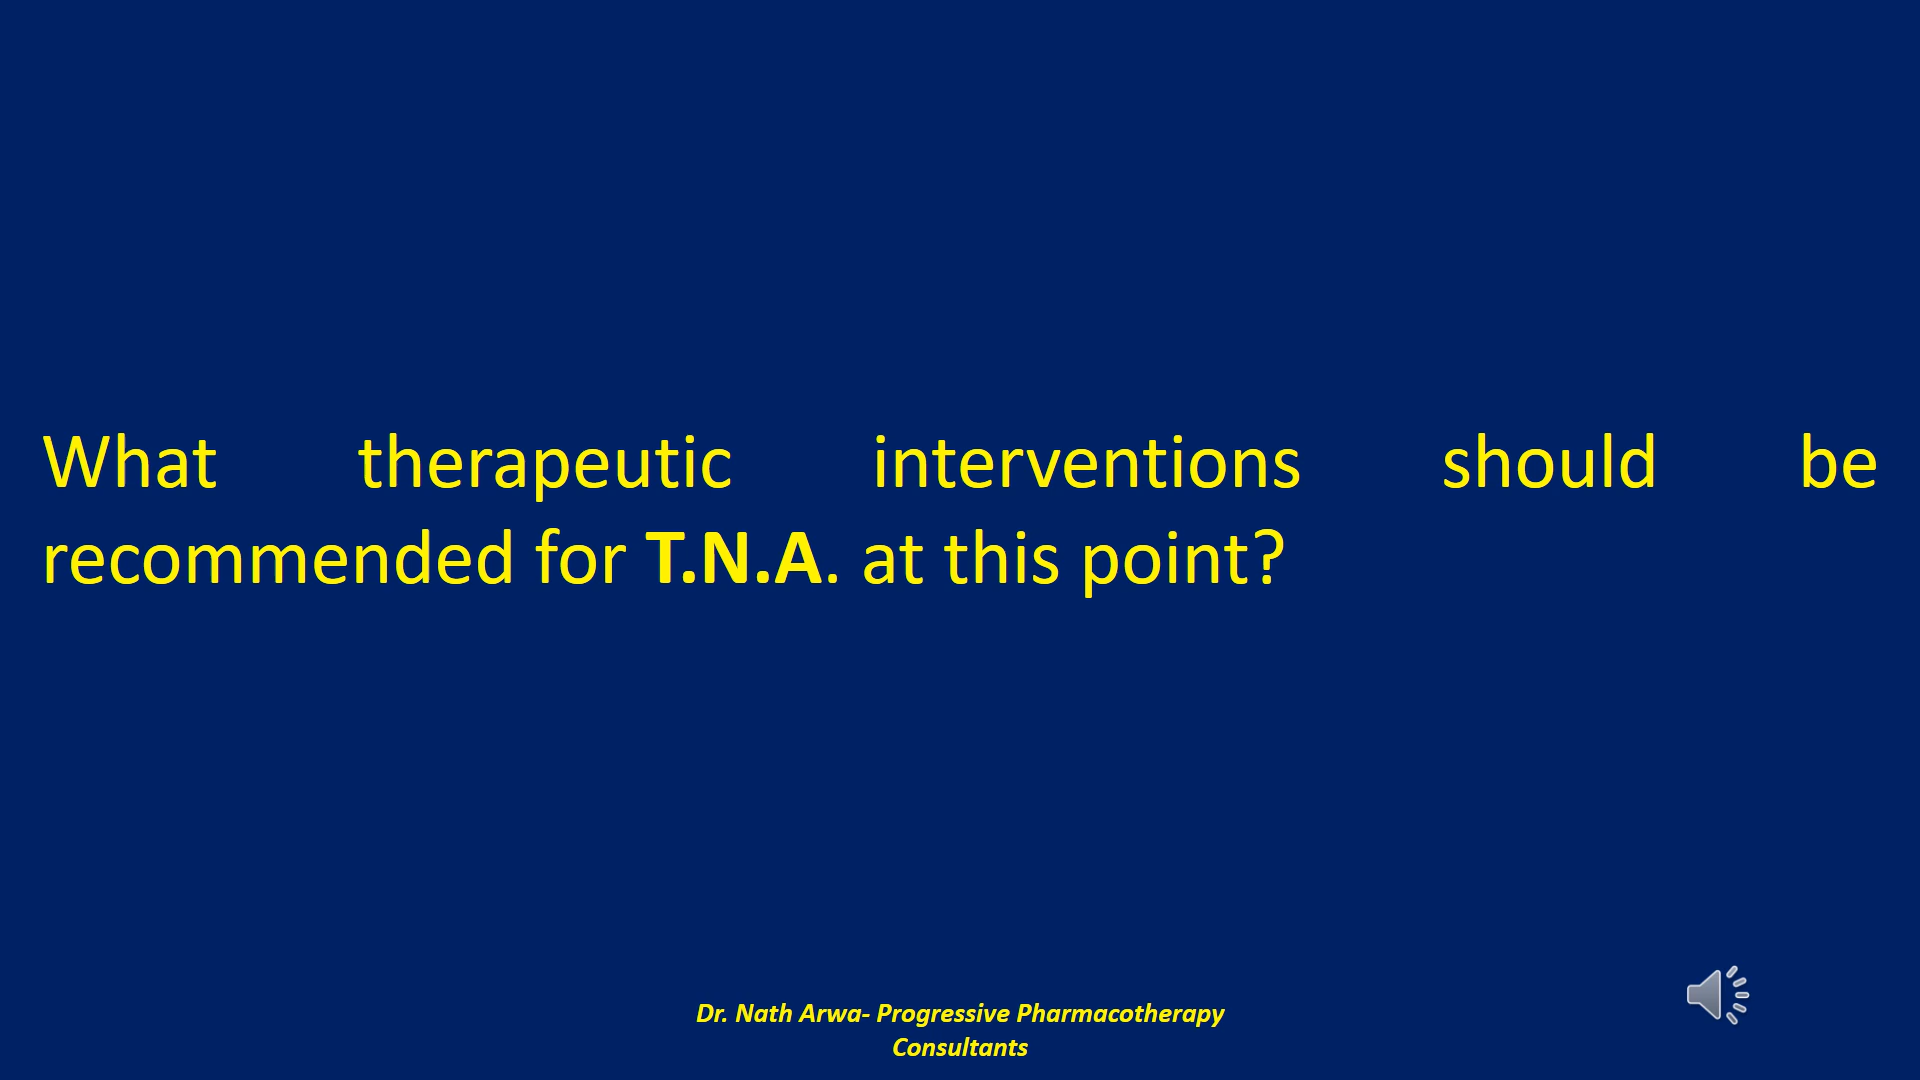 What therapeutic interventions should be
recommended for T.N.A. at this point?
Dr. Nath Arwa- Progressive Pharmacotherapy
Consultants